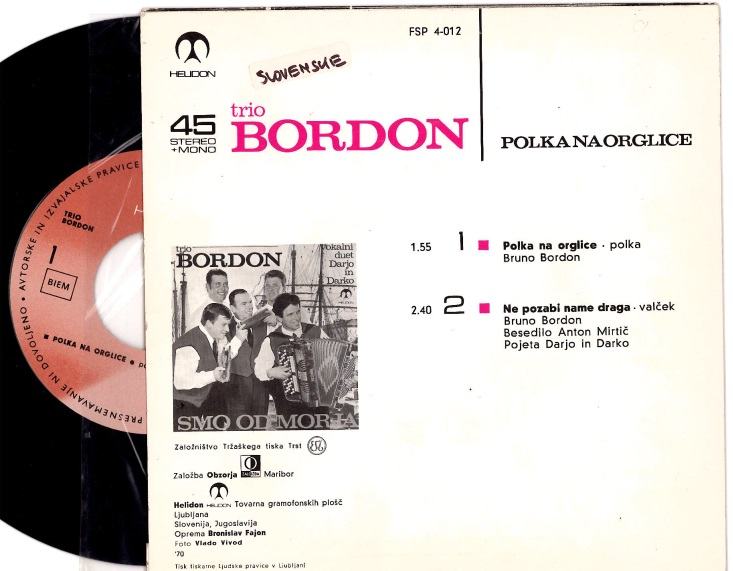 FSP 4-012
HELIDON
SLOVENSKE
45
STEREO
+MONO
trio
BORDON
POLKA NA ORGLICE
1.55 1 Polka na orglice · polka
Bruno Bordon
2.40 2 Ne pozabi name draga · valček
Bruno Bordon
Besedilo Anton Mirtič
Pojeta Darjo in Darko
trio
BORDON
Vokalni
duet
Darjo
in
Darko
HELIDON
SMO OD MORJA
Založništvo Tržaškega tiska Trst
Založba Obzorja Maribor
Helidon HELIDON Tovarna gramofonskih plošč
Ljubljana
Slovenija, Jugoslavija
Oprema Bronislav Fajon
Foto Vlado Vivod
'70
Tisk tiskarne Ljudske pravice v Ljubljani
PRESNEMAVANJE NI DOVOLJENO • AVTORSKE IN IZVAJALSKE PRAVICE
TRIO
BORDON
1
BIEM
POLKA NA ORGLICE